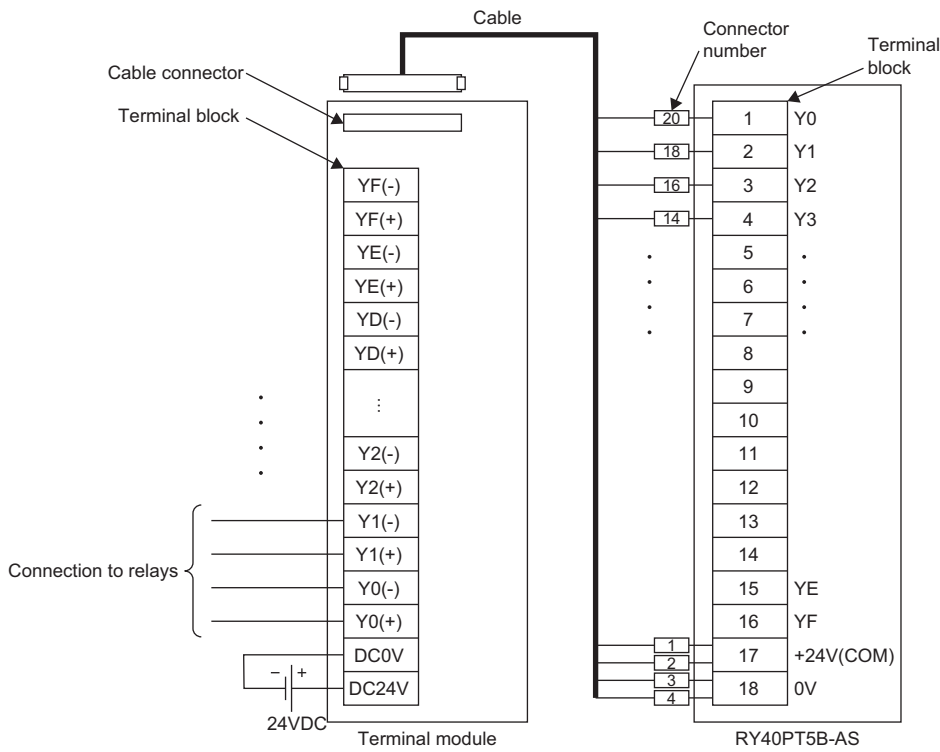 Cable
Connector
number
Terminal
block
Cable connector
Terminal block
YF(-)
YF(+)
YE(-)
YE(+)
YD(-)
YD(+)
⋮
Y2(-)
Y2(+)
Y1(-)
Y1(+)
Y0(-)
Y0(+)
DC0V
DC24V
Connection to relays
− +
24VDC
Terminal module
20 1 Y0
18 2 Y1
16 3 Y2
14 4 Y3
5
6
7
8
9
10
11
12
13
14
15 YE
16 YF
1
2
17 +24V(COM)
3
4
18 0V
RY40PT5B-AS